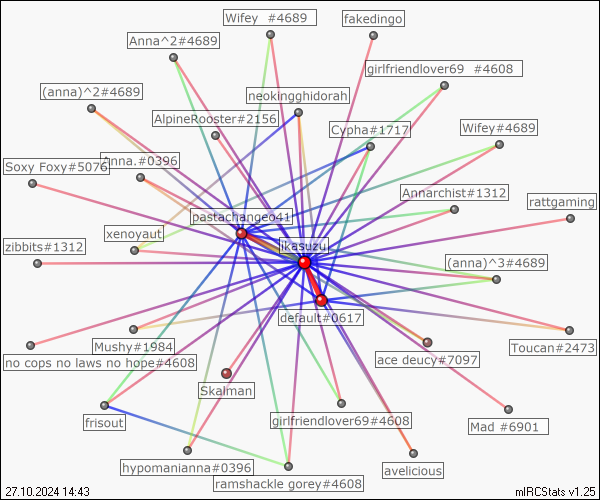 Wifey #4689
fakedingo
Anna^2#4689
girlfriendlover69 #4608
(anna)^2#4689
neokingghidorah
AlpineRooster#2156
Cypha#1717
Wifey#4689
Soxy Foxy#5076
Anna.#0396
Annarchist#1312
rattgaming
pastachangeo41
xenoyaut
ikasuzu
zibbits#1312
(anna)^3#4689
default#0617
Mushy#1984
Toucan#2473
no cops no laws no hope#4608
ace deucy#7097
Skalman
frisout
girlfriendlover69#4608
Mad #6901
hypomanianna#0396
avelicious
ramshackle gorey#4608
27.10.2024 14:43
mIRCStats v1.25